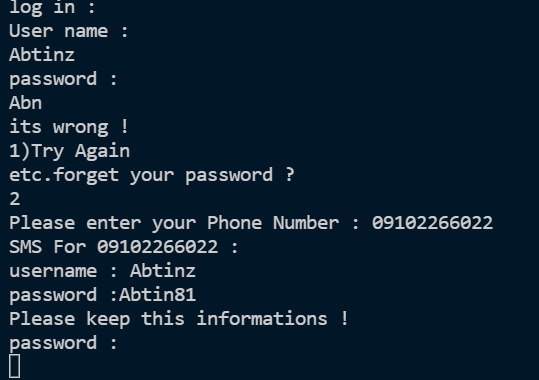 log in :
User name :
Abtinz
password :
Abn
its wrong !
1)Try Again
etc.forget your password ?
2
Please enter your Phone Number : 09102266022
SMS For 09102266022 :
username : Abtinz
password :Abtin81
Please keep this informations !
password :